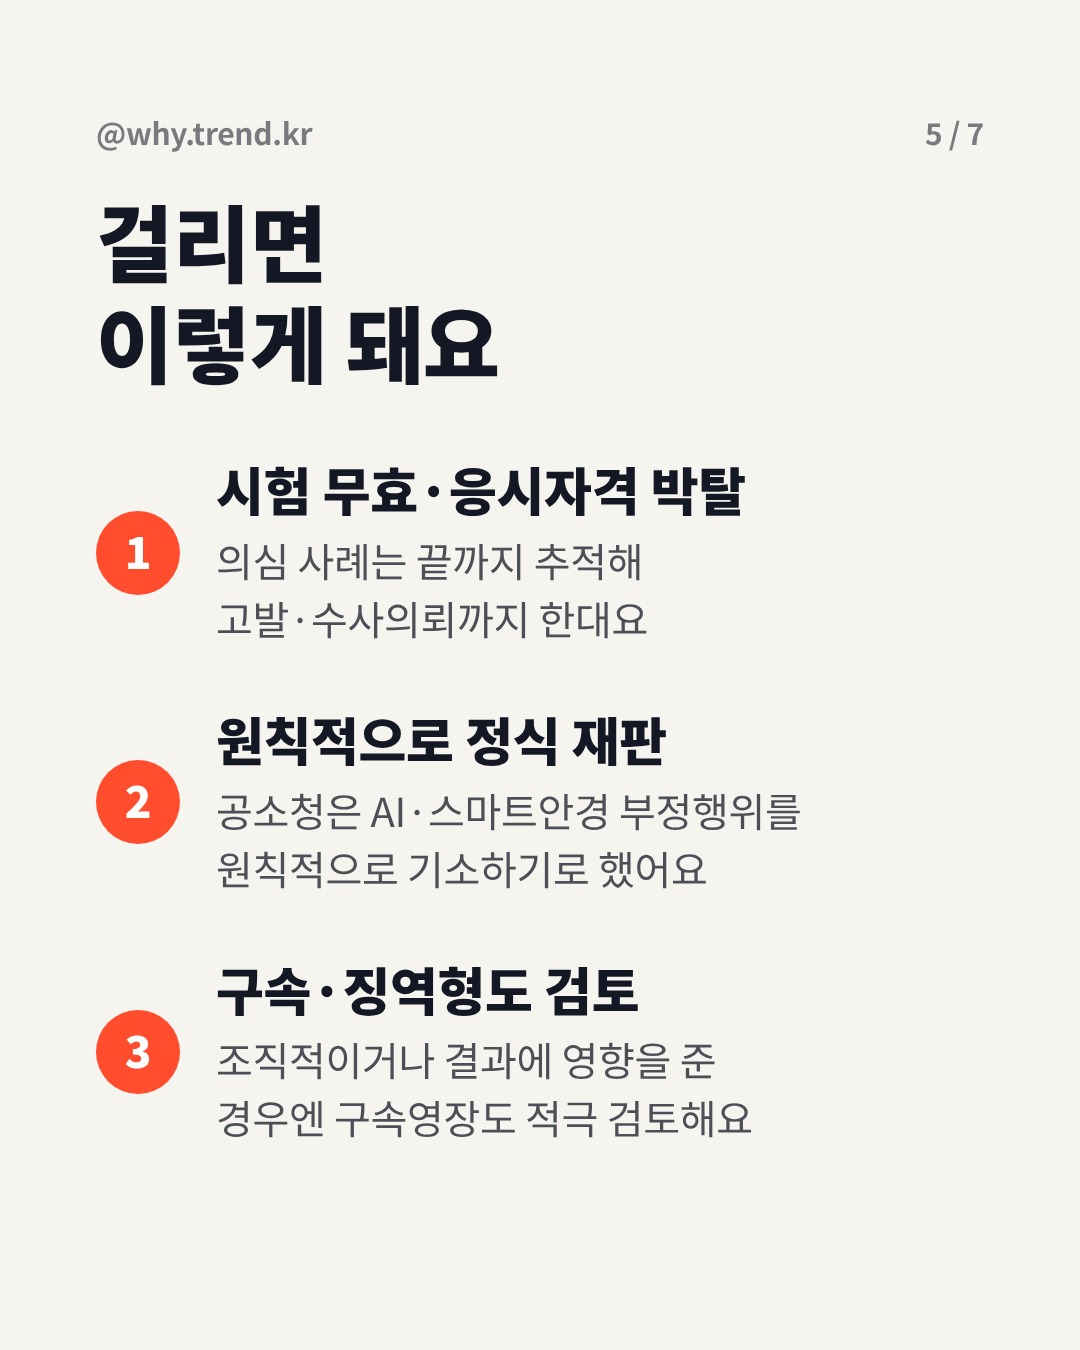 @why.trend.kr
5 / 7
걸리면
이렇게 돼요
1
시험 무효·응시자격 박탈
의심 사례는 끝까지 추적해
고발·수사의뢰까지 한대요
2
원칙적으로 정식 재판
공소청은 AI·스마트안경 부정행위를
원칙적으로 기소하기로 했어요
3
구속·징역형도 검토
조직적이거나 결과에 영향을 준
경우엔 구속영장도 적극 검토해요